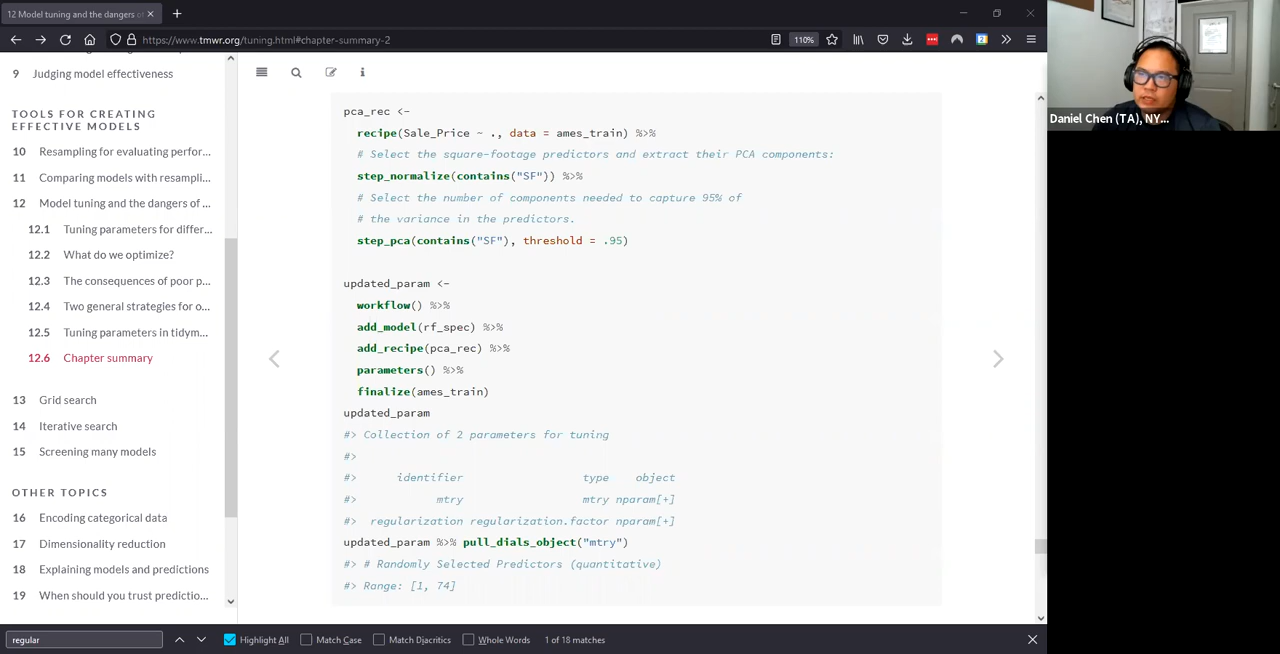 12 Model tuning and the dangers of
https://www.tmwr.org/tuning.html#chapter-summary-2
110%
9 Judging model effectiveness
TOOLS FOR CREATING
EFFECTIVE MODELS
10 Resampling for evaluating perfor...
11 Comparing models with resampli...
12 Model tuning and the dangers of ...
12.1 Tuning parameters for differ...
12.2 What do we optimize?
12.3 The consequences of poor p...
12.4 Two general strategies for o...
12.5 Tuning parameters in tidym...
12.6 Chapter summary
13 Grid search
14 Iterative search
15 Screening many models
OTHER TOPICS
16 Encoding categorical data
17 Dimensionality reduction
18 Explaining models and predictions
19 When should you trust predictio...
pca_rec <-
recipe(Sale_Price ~ ., data = ames_train) %>%
# Select the square-footage predictors and extract their PCA components:
step_normalize(contains("SF")) %>%
# Select the number of components needed to capture 95% of
# the variance in the predictors.
step_pca(contains("SF"), threshold = .95)
updated_param <-
workflow() %>%
add_model(rf_spec) %>%
add_recipe(pca_rec) %>%
parameters() %>%
finalize(ames_train)
updated_param
#> Collection of 2 parameters for tuning
#>
#> identifier type object
#> mtry mtry nparam[+]
#> regularization regularization.factor nparam[+]
updated_param %>% pull_dials_object("mtry")
#> # Randomly Selected Predictors (quantitative)
#> Range: [1, 74]
regular
Highlight All
Match Case
Match Diacritics
Whole Words
1 of 18 matches
Daniel Chen (TA), NY...